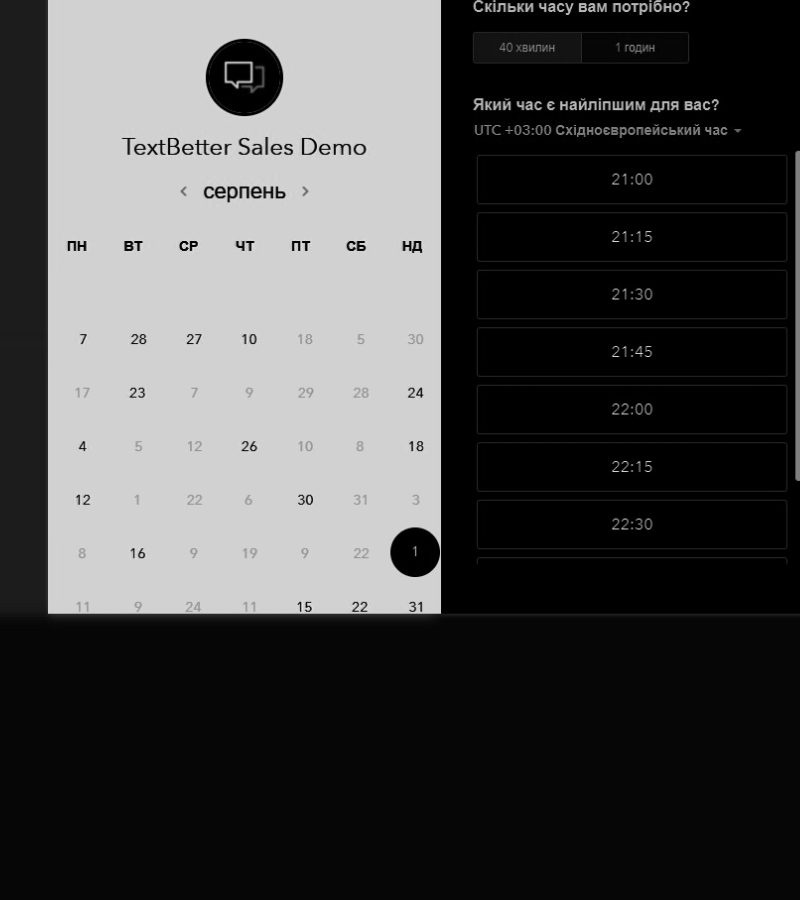 TextBetter Sales Demo
< серпень >
ПН ВТ СР ЧТ ПТ СБ НД
7 28 27 10 18 5 30
17 23 7 9 29 28 24
4 5 12 26 10 8 18
12 1 22 6 30 31 3
8 16 9 19 9 22 1
11 9 24 11 15 22 31
Скільки часу вам потрібно?
40 хвилин 1 годин
Який час є найліпшим для вас?
UTC +03:00 Східноєвропейський час
21:00
21:15
21:30
21:45
22:00
22:15
22:30